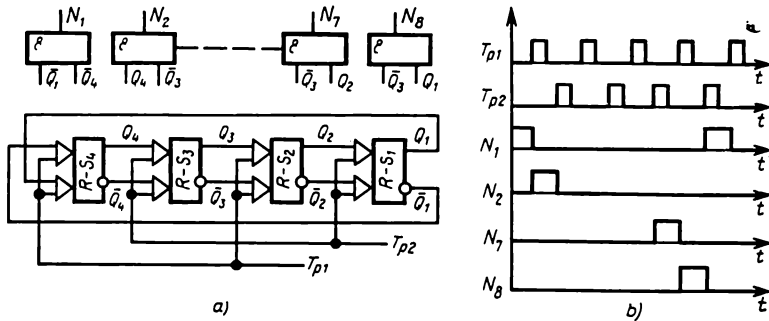 N₁ N₂ N₇ N₈
& & & &
Q̄₁ Q̄₄ Q₄ Q̄₃ Q̄₃ Q₂ Q̄₃ Q₁
Q₄ Q₃ Q₂ Q₁
R-S₄ R-S₃ R-S₂ R-S₁
Q̄₄ Q̄₃ Q̄₂ Q̄₁
Tp2
Tp1
a)
Tp1 t
Tp2 t
N₁ t
N₂ t
N₇ t
N₈ t
b)